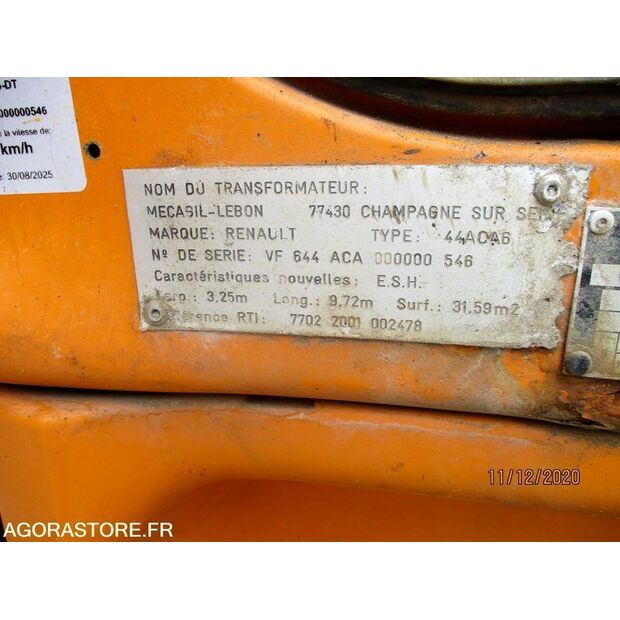 -DT
000000546
la vitesse de:
km/h
30/08/2025
NOM DU TRANSFORMATEUR:
MECAGIL-LEBON 77430 CHAMPAGNE SUR
MARQUE: RENAULT TYPE: 44ACA6
Nº DE SERIE: VF 644 ACA 000000 546
Caractéristiques nouvelles: E.S.H.
3.25m Long.: 9.72m Surf.: 31.59m2
RTI: 7702 2001 002478
11/12/2020
AGORASTORE.FR